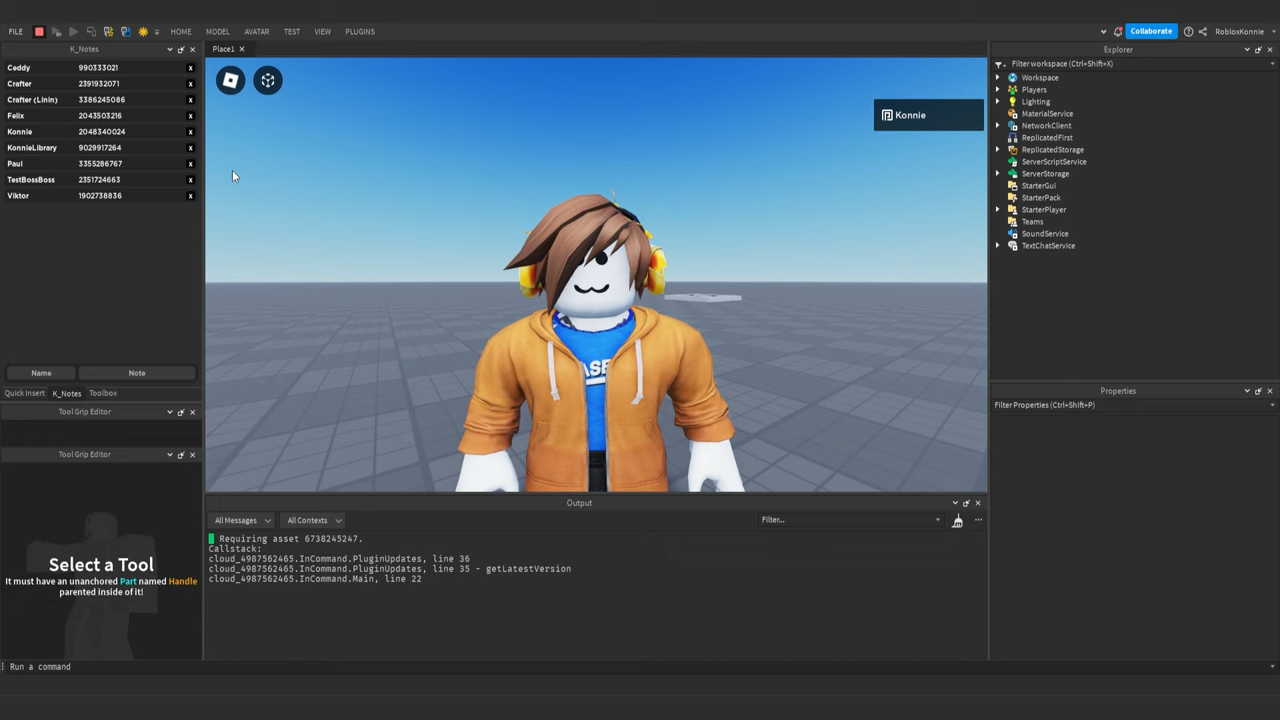 FILE HOME MODEL AVATAR TEST VIEW PLUGINS Collaborate RobloxKonnie
K_Notes
Ceddy 990333021 x
Crafter 2391932071 x
Crafter (Linin) 3386245086 x
Felix 2043503216 x
Konnie 2048340024 x
KonnieLibrary 9029917264 x
Paul 3355286767 x
TestBossBoss 2351724663 x
Viktor 1902738836 x
Name Note
Quick Insert K_Notes Toolbox
Tool Grip Editor
Tool Grip Editor
Select a Tool
It must have an unanchored Part named Handle
parented inside of it!
Place1
Konnie
Output
All Messages All Contexts Filter...
Requiring asset 6738245247.
Callstack:
cloud_4987562465.InCommand.PluginUpdates, line 36
cloud_4987562465.InCommand.PluginUpdates, line 35 - getLatestVersion
cloud_4987562465.InCommand.Main, line 22
Run a command
Explorer
Filter workspace (Ctrl+Shift+X)
Workspace
Players
Lighting
MaterialService
NetworkClient
ReplicatedFirst
ReplicatedStorage
ServerScriptService
ServerStorage
StarterGui
StarterPack
StarterPlayer
Teams
SoundService
TextChatService
Properties
Filter Properties (Ctrl+Shift+P)